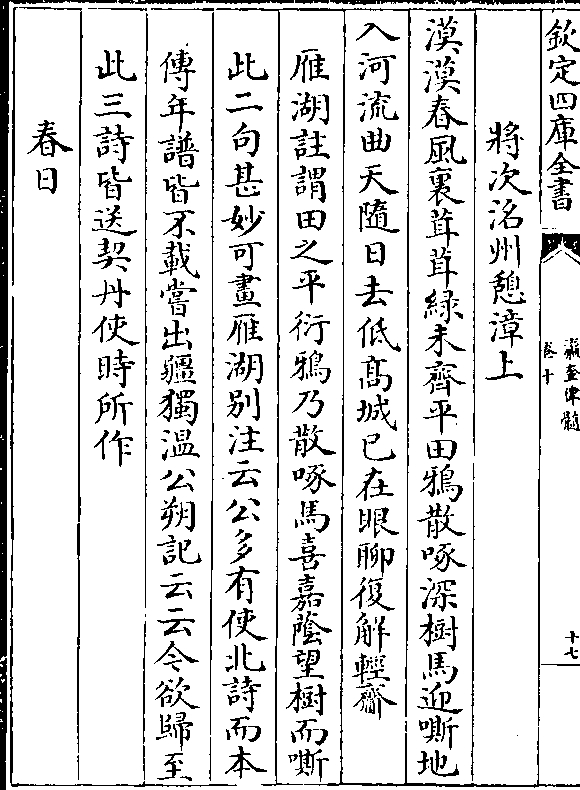 欽定四庫全書
瀛奎律髓
卷十
十七
將次洺州憩漳上
漠漠春風裏茸茸綠未齊平田鴉散啄深樹馬迎嘶地
入河流曲天隨日去低高城已在眼聊復解輕齎
雁湖註謂田之平衍鴉乃散啄馬喜嘉蔭望樹而嘶
此二句甚妙可畫雁湖别注云公多有使北詩而本
傳年譜皆不載嘗出疆獨溫公朔記云云今欲歸至
此三詩皆送契丹使時所作
春日